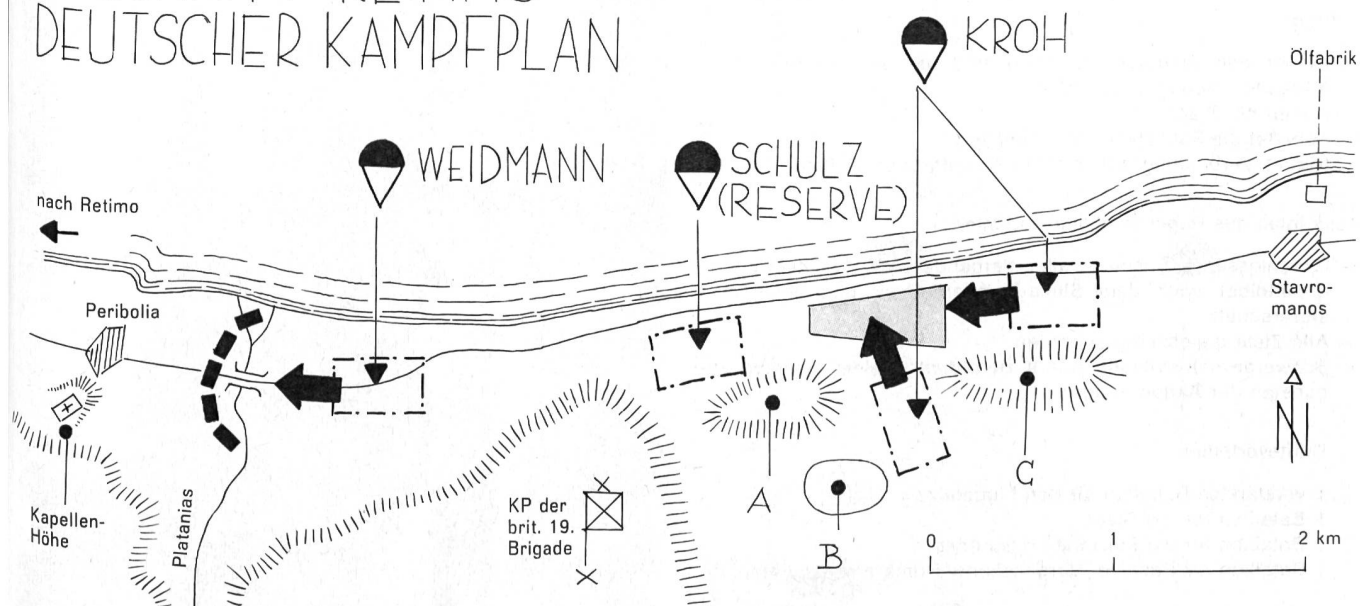 DEUTSCHER KAMPFPLAN
KROH
Ölfabrik
WEIDMANN
SCHULZ
(RESERVE)
nach Retimo
Peribolia
Stavro-
manos
Kapellen-
Höhe
Platanias
KP der
brit. 19.
Brigade
A
B
C
N
0 1 2 km